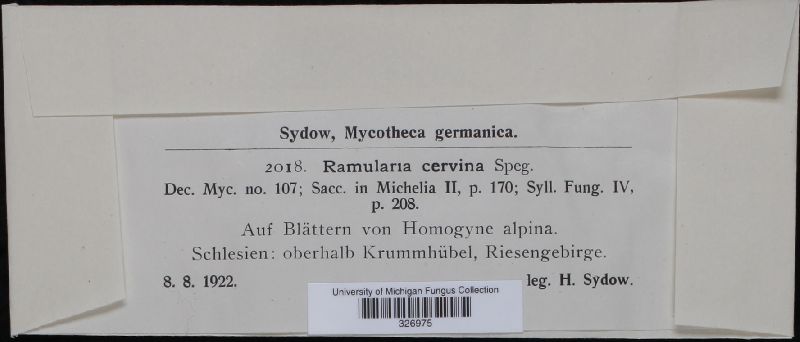 Sydow, Mycotheca germanica.
2018. Ramularia cervina Speg.
Dec. Myc. no. 107; Sacc. in Michelia II, p. 170; Syll. Fung. IV,
p. 208.
Auf Blättern von Homogyne alpina.
Schlesien: oberhalb Krummhübel, Riesengebirge.
8. 8. 1922. leg. H. Sydow.
University of Michigan Fungus Collection
326975